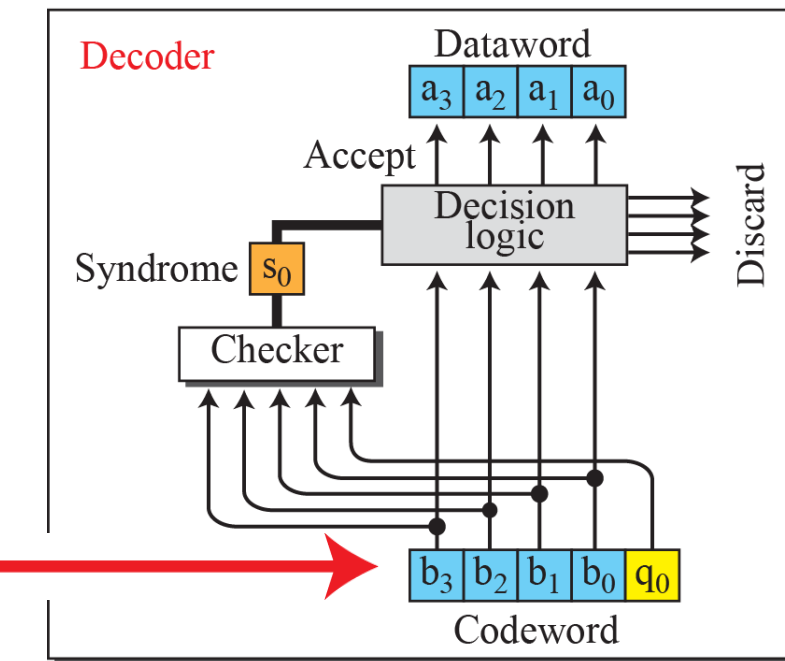 Decoder
Dataword
a3 a2 a1 a0
Accept
Decision
logic
Discard
Syndrome
s0
Checker
b3 b2 b1 b0 q0
Codeword